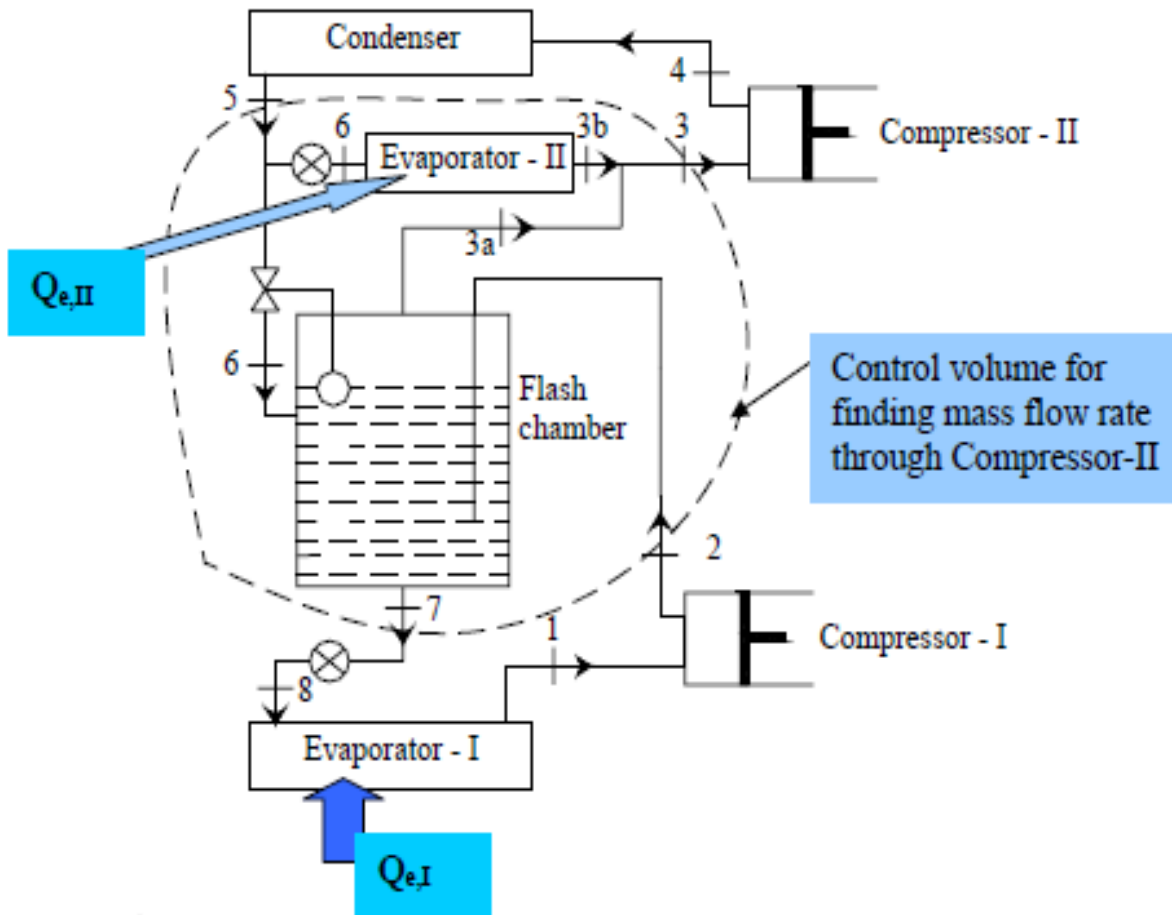 Condenser
4
5
6
3b
3
Compressor - II
Evaporator - II
3a
Qe,II
6
Flash
chamber
Control volume for
finding mass flow rate
through Compressor-II
2
7
1
Compressor - I
8
Evaporator - I
Qe,I